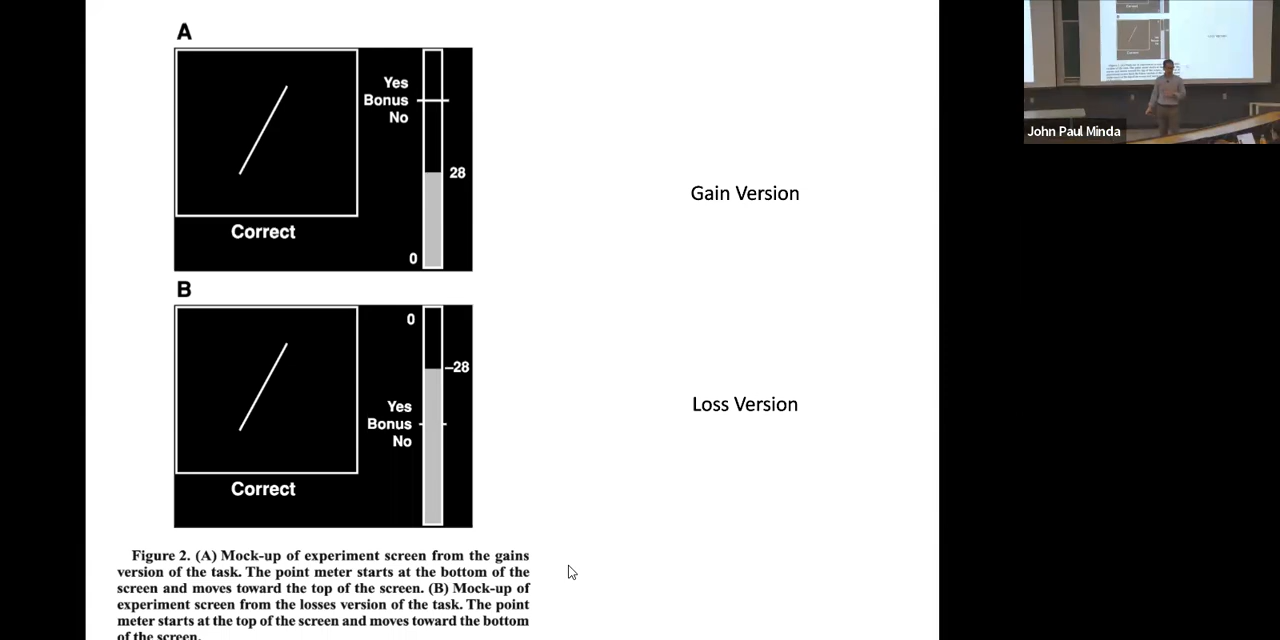 A
Yes
Bonus
No
28
0
Correct
Gain Version
B
0
–28
Yes
Bonus
No
Correct
Loss Version
Figure 2. (A) Mock-up of experiment screen from the gains
version of the task. The point meter starts at the bottom of the
screen and moves toward the top of the screen. (B) Mock-up of
experiment screen from the losses version of the task. The point
meter starts at the top of the screen and moves toward the bottom
of the screen.
John Paul Minda